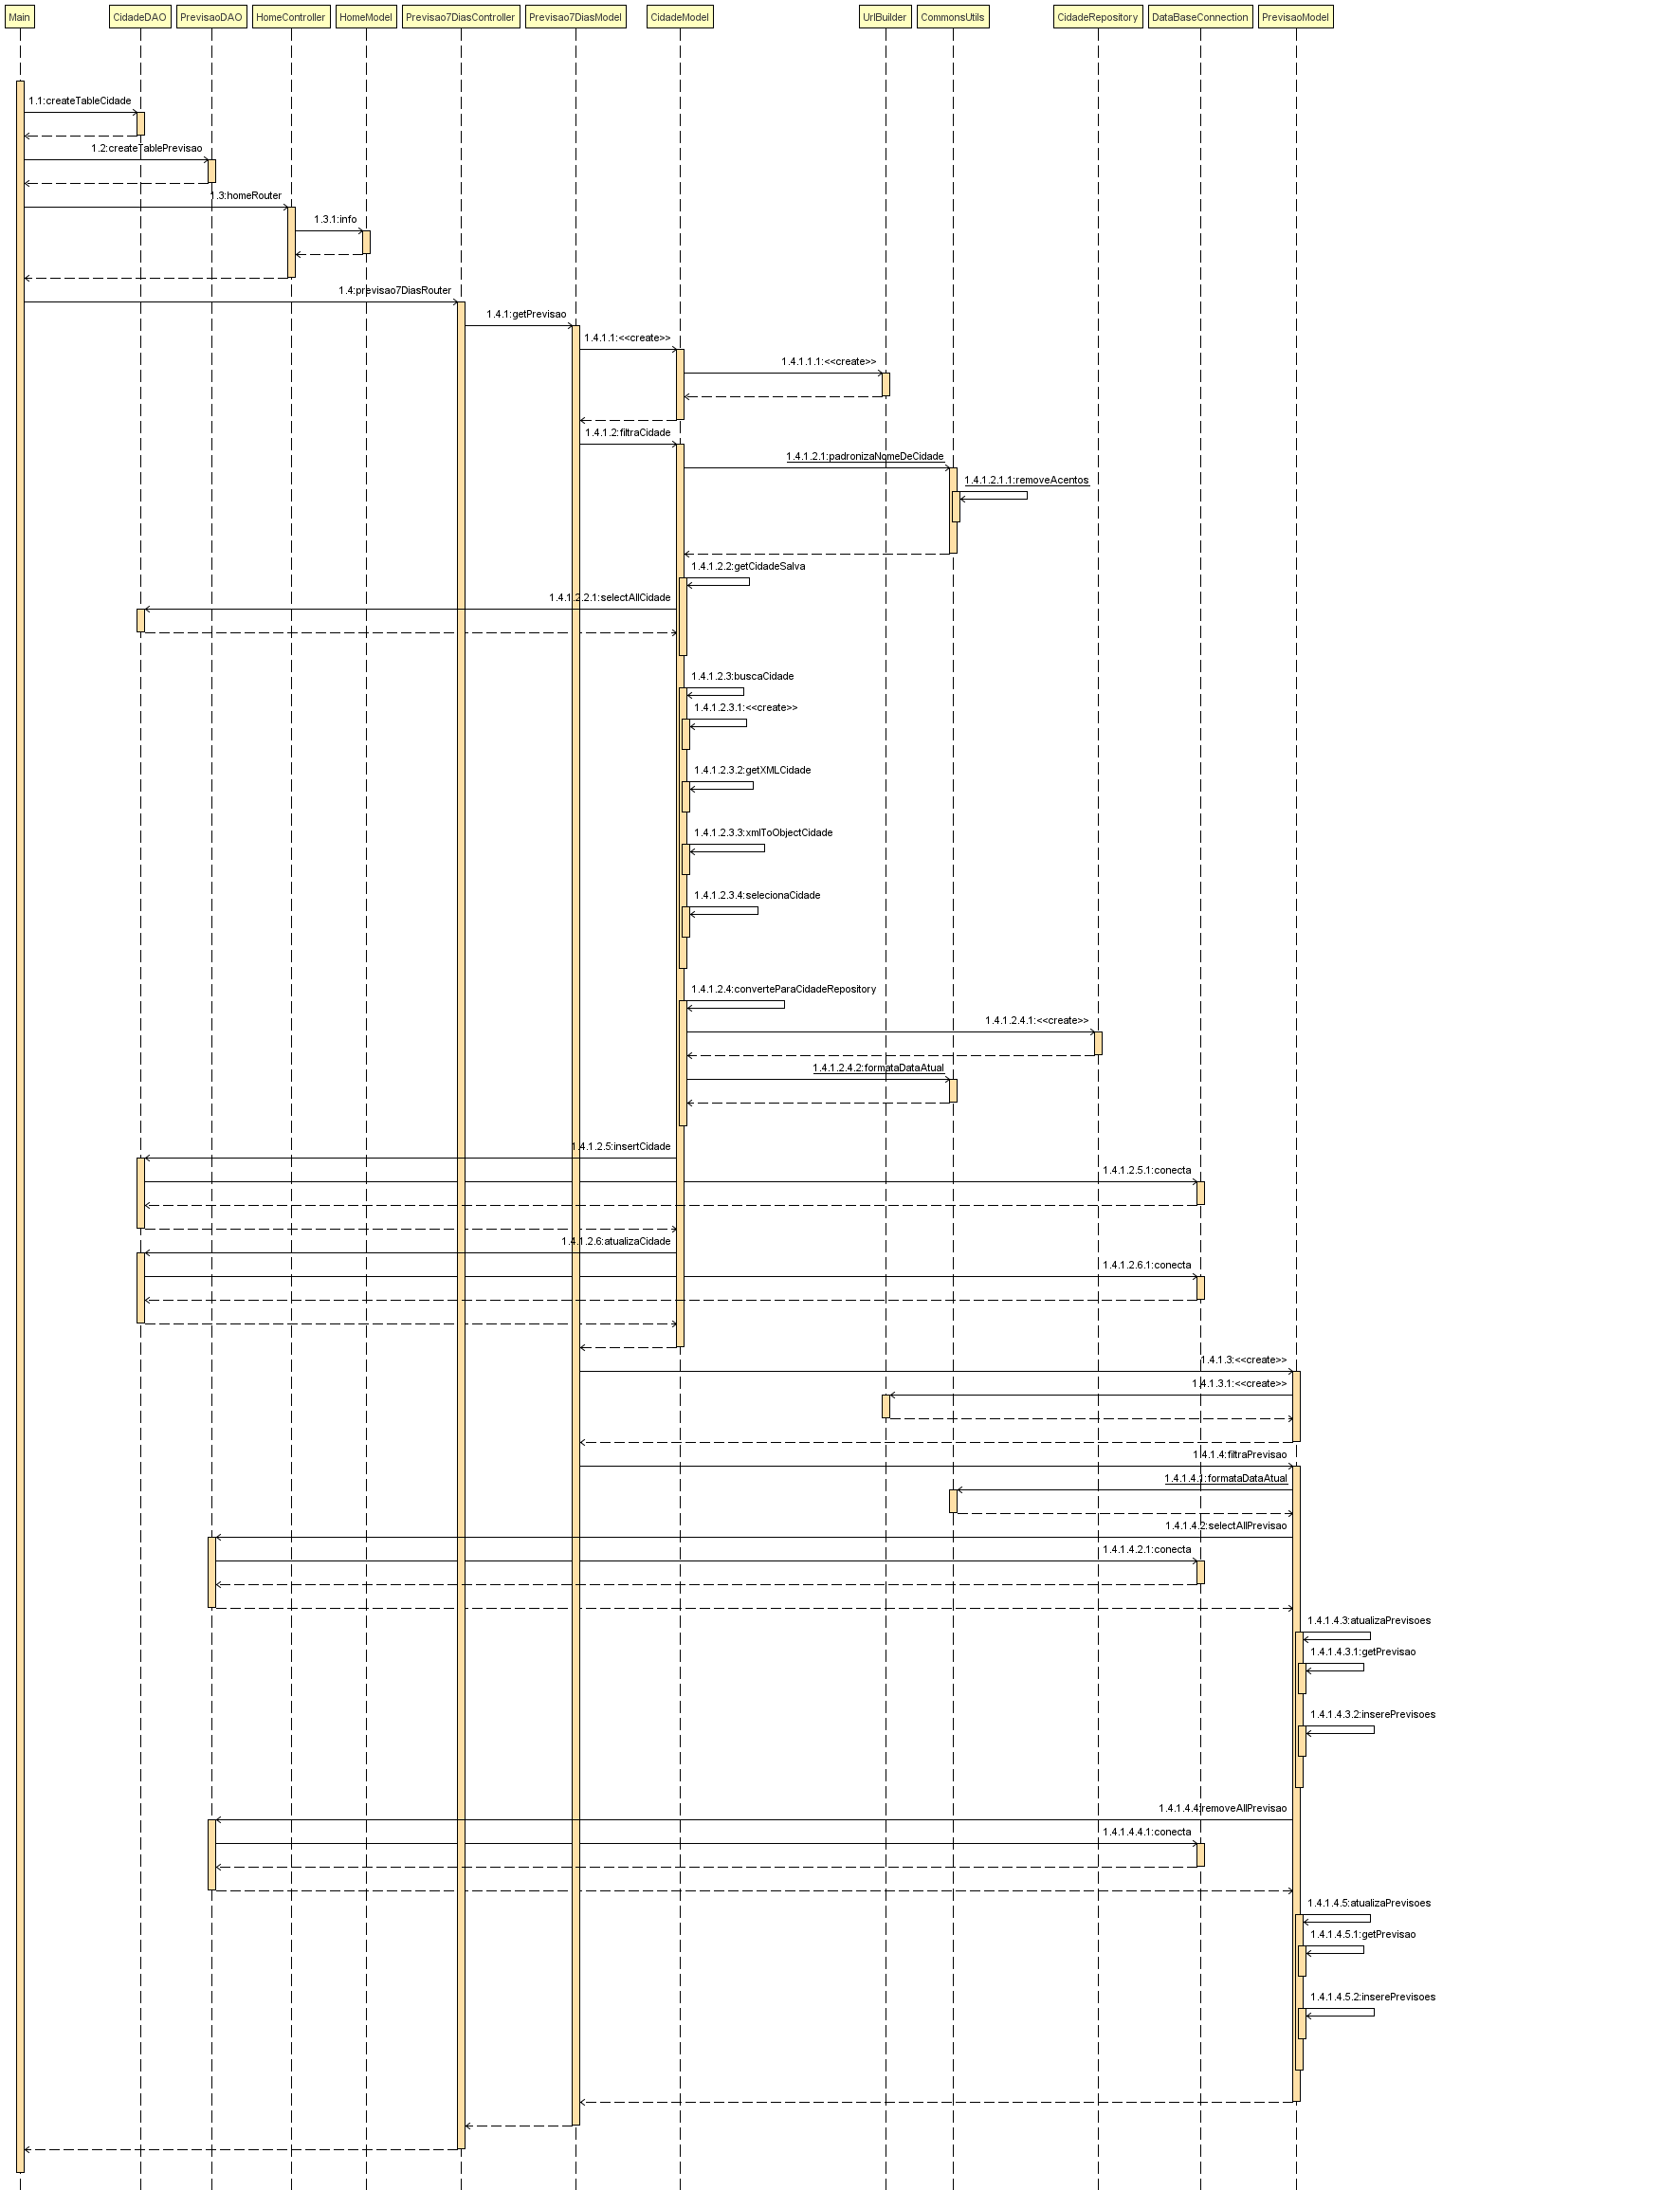 Main CidadeDAO PrevisaoDAO HomeController HomeModel Previsao7DiasController Previsao7DiasModel CidadeModel UrlBuilder CommonsUtils CidadeRepository DataBaseConnection PrevisaoModel
1.1:createTableCidade
1.2:createTablePrevisao
1.3:homeRouter
1.3.1:info
1.4:previsao7DiasRouter
1.4.1:getPrevisao
1.4.1.1:<<create>>
1.4.1.1.1:<<create>>
1.4.1.2:filtraCidade
1.4.1.2.1:padronizaNomeDeCidade
1.4.1.2.1.1:removeAcentos
1.4.1.2.2:getCidadeSalva
1.4.1.2.2.1:selectAllCidade
1.4.1.2.3:buscaCidade
1.4.1.2.3.1:<<create>>
1.4.1.2.3.2:getXMLCidade
1.4.1.2.3.3:xmlToObjectCidade
1.4.1.2.3.4:selecionaCidade
1.4.1.2.4:converteParaCidadeRepository
1.4.1.2.4.1:<<create>>
1.4.1.2.4.2:formataDataAtual
1.4.1.2.5:insertCidade
1.4.1.2.5.1:conecta
1.4.1.2.6:atualizaCidade
1.4.1.2.6.1:conecta
1.4.1.3:<<create>>
1.4.1.3.1:<<create>>
1.4.1.4:filtraPrevisao
1.4.1.4.1:formataDataAtual
1.4.1.4.2:selectAllPrevisao
1.4.1.4.2.1:conecta
1.4.1.4.3:atualizaPrevisoes
1.4.1.4.3.1:getPrevisao
1.4.1.4.3.2:inserePrevisoes
1.4.1.4.4:removeAllPrevisao
1.4.1.4.4.1:conecta
1.4.1.4.5:atualizaPrevisoes
1.4.1.4.5.1:getPrevisao
1.4.1.4.5.2:inserePrevisoes